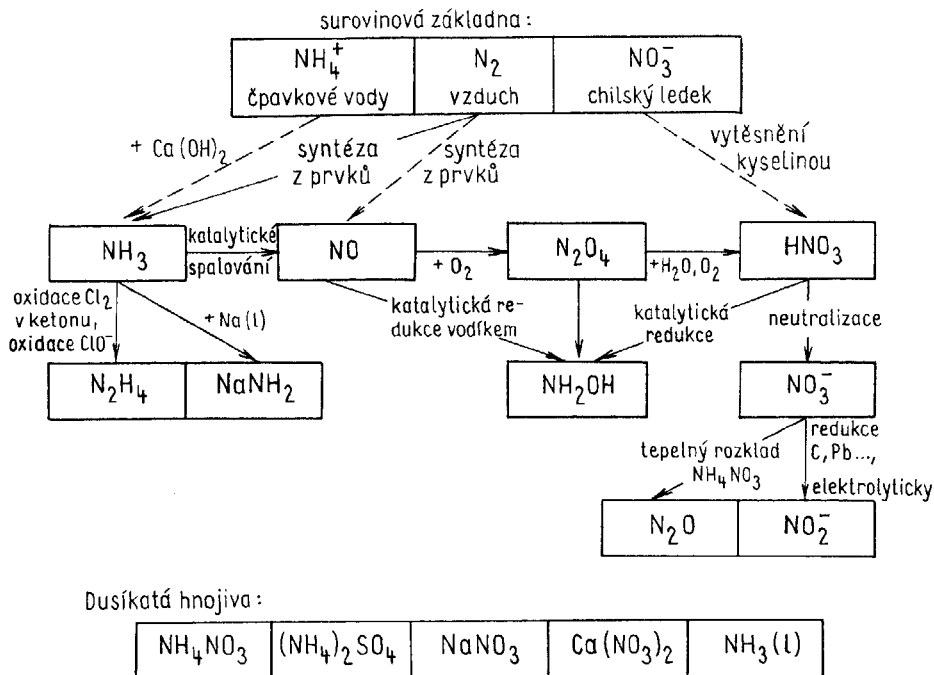 surovinová základna :
NH₄⁺ N₂ NO₃⁻
čpavkové vody vzduch chilský ledek
+ Ca(OH)₂
syntéza
z prvků
syntéza
z prvků
vytěsnění
kyselinou
NH₃
katalytické
spalování
NO
+ O₂
N₂O₄
+H₂O,O₂
HNO₃
oxidace Cl₂
v ketonu,
oxidace ClO⁻
+Na(l)
katalytická re-
dukce vodíkem
katalytická
redukce
neutralizace
N₂H₄ NaNH₂
NH₂OH
NO₃⁻
tepelný rozklad
NH₄NO₃
redukce
C,Pb...,
elektrolyticky
N₂O NO₂⁻
Dusíkatá hnojiva :
NH₄NO₃ (NH₄)₂SO₄ NaNO₃ Ca(NO₃)₂ NH₃(l)